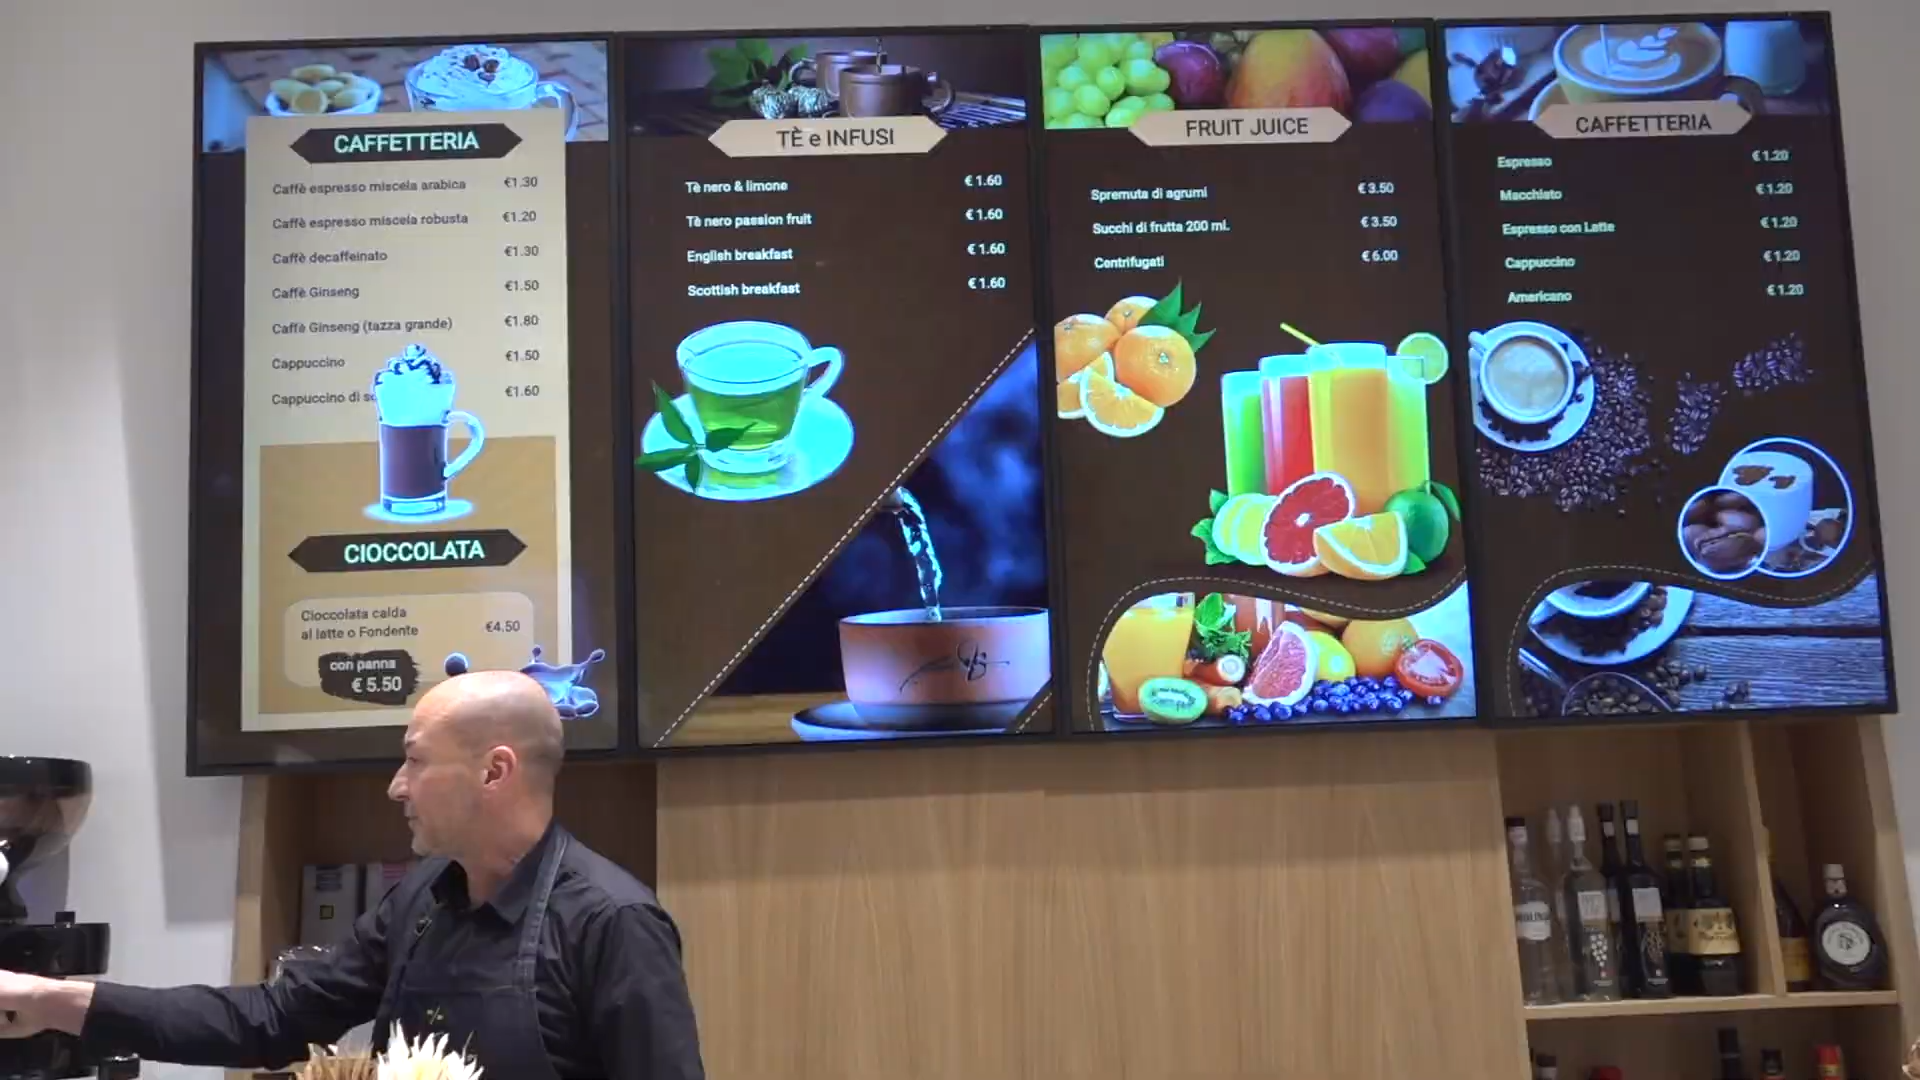 CAFFETTERIA
Caffè espresso miscela arabica €1.30
Caffè espresso miscela robusta €1.20
Caffè decaffeinato €1.30
Caffè Ginseng €1.50
Caffè Ginseng (tazza grande) €1.80
Cappuccino €1.50
Cappuccino di €1.60
CIOCCOLATA
Cioccolata calda
al latte o Fondente €4.50
con panna
€ 5.50
TÈ e INFUSI
Tè nero & limone € 1.60
Tè nero passion fruit € 1.60
English breakfast € 1.60
Scottish breakfast € 1.60
FRUIT JUICE
Spremuta di agrumi € 3.50
Succhi di frutta 200 ml. € 3.50
Centrifugati € 6.00
CAFFETTERIA
Espresso € 1.20
Macchiato € 1.20
Espresso con Latte € 1.20
Cappuccino € 1.20
Americano € 1.20